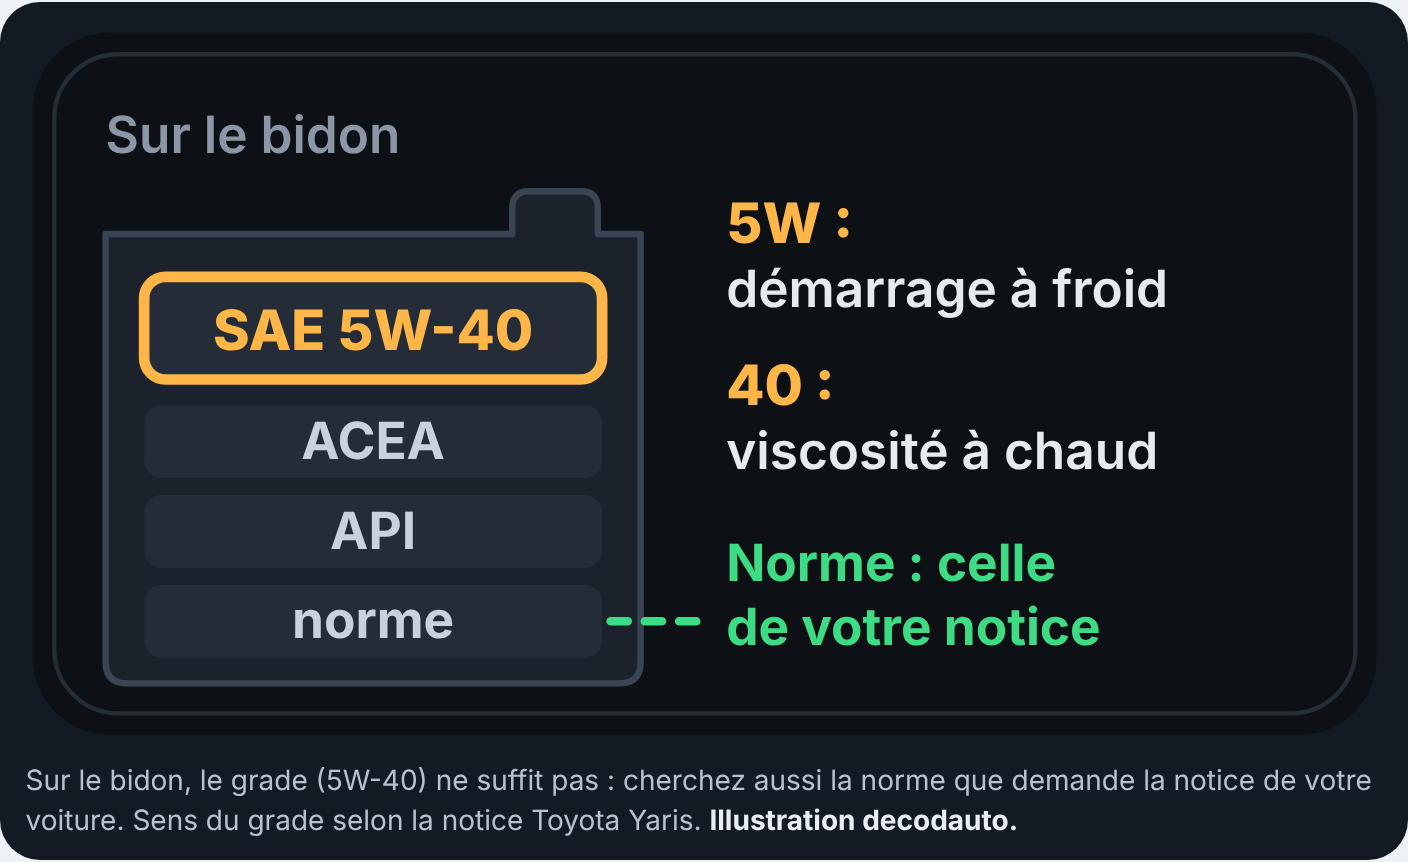 Sur le bidon
SAE 5W-40
ACEA
API
norme
5W :
démarrage à froid
40 :
viscosité à chaud
Norme : celle
de votre notice
Sur le bidon, le grade (5W-40) ne suffit pas : cherchez aussi la norme que demande la notice de votre
voiture. Sens du grade selon la notice Toyota Yaris. Illustration decodauto.